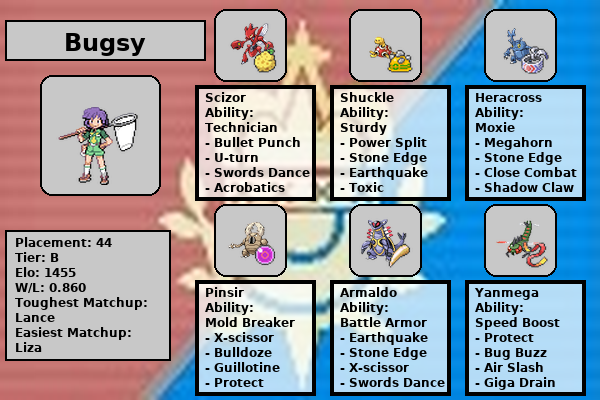 Bugsy
Scizor
Ability:
Technician
- Bullet Punch
- U-turn
- Swords Dance
- Acrobatics
Shuckle
Ability:
Sturdy
- Power Split
- Stone Edge
- Earthquake
- Toxic
Heracross
Ability:
Moxie
- Megahorn
- Stone Edge
- Close Combat
- Shadow Claw
Placement: 44
Tier: B
Elo: 1455
W/L: 0.860
Toughest Matchup:
Lance
Easiest Matchup:
Liza
Pinsir
Ability:
Mold Breaker
- X-scissor
- Bulldoze
- Guillotine
- Protect
Armaldo
Ability:
Battle Armor
- Earthquake
- Stone Edge
- X-scissor
- Swords Dance
Yanmega
Ability:
Speed Boost
- Protect
- Bug Buzz
- Air Slash
- Giga Drain